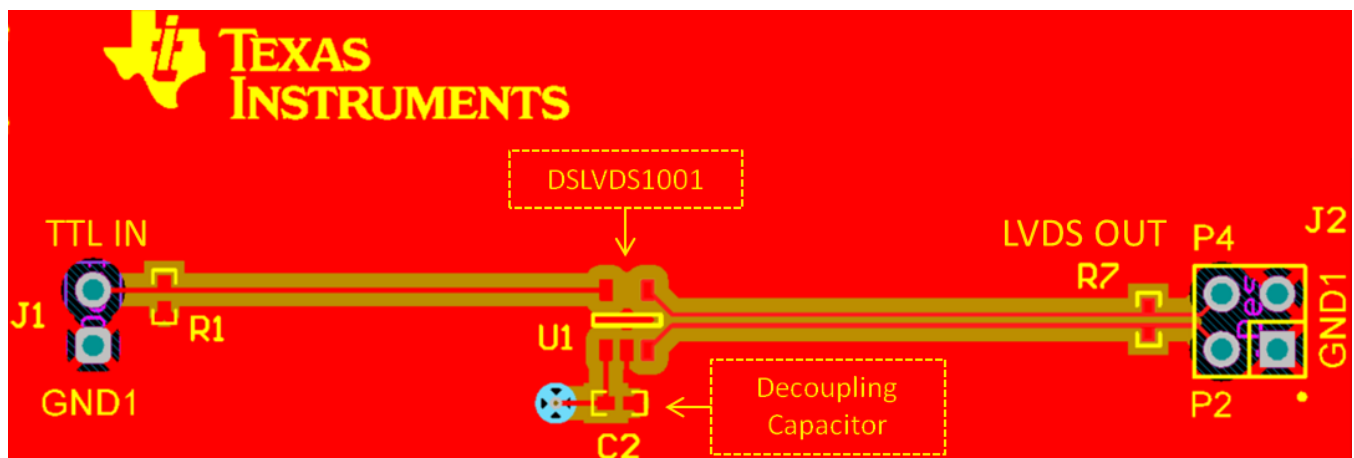 TEXAS
INSTRUMENTS
DSLVDS1001
TTL IN
LVDS OUT
P4
J2
R7
J1
R1
U1
GND1
GND1
Decoupling
Capacitor
P2
C2